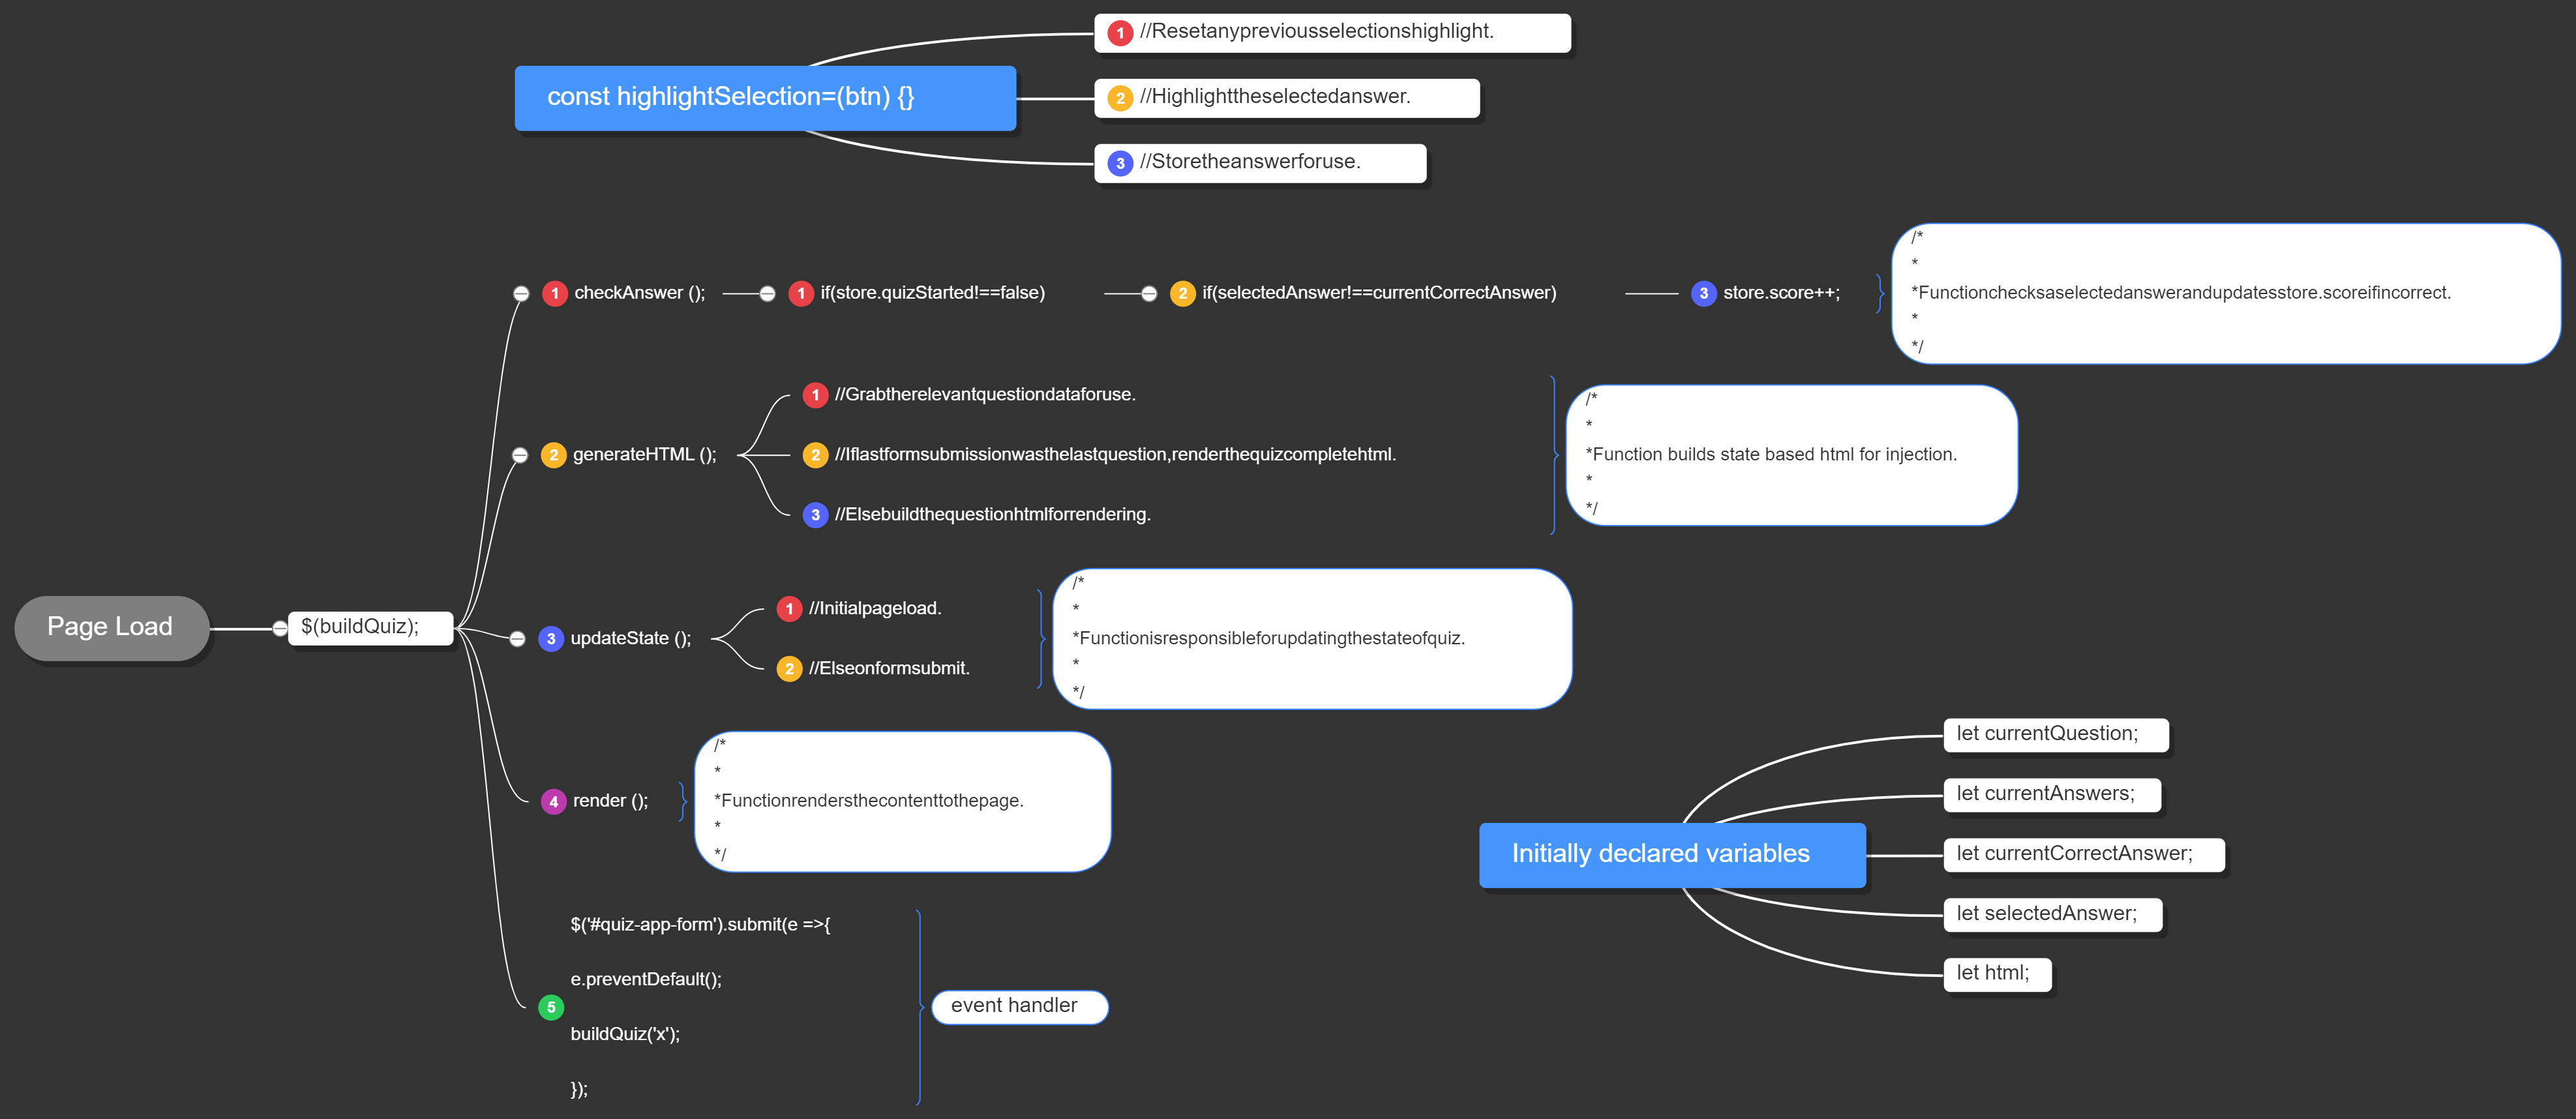 1 //Resetanypreviousselectionshighlight.
const highlightSelection=(btn) {}
2 //Highlighttheselectedanswer.
3 //Storetheanswerforuse.
Page Load
$(buildQuiz);
1 checkAnswer ();
1 if(store.quizStarted!==false)
2 if(selectedAnswer!==currentCorrectAnswer)
3 store.score++;
/*
*
*Functionchecksaselectedanswerandupdatesstore.scoreifincorrect.
*
*/
2 generateHTML ();
1 //Grabtherelevantquestiondataforuse.
2 //Iflastformsubmissionwasthelastquestion,renderthequizcompletehtml.
3 //Elsebuildthequestionhtmlforrendering.
/*
*
*Function builds state based html for injection.
*
*/
3 updateState ();
1 //Initialpageload.
2 //Elseonformsubmit.
/*
*
*Functionisresponsibleforupdatingthestateofquiz.
*
*/
4 render ();
/*
*
*Functionrendersthecontenttothepage.
*
*/
5
$('#quiz-app-form').submit(e =>{
e.preventDefault();
buildQuiz('x');
});
event handler
Initially declared variables
let currentQuestion;
let currentAnswers;
let currentCorrectAnswer;
let selectedAnswer;
let html;